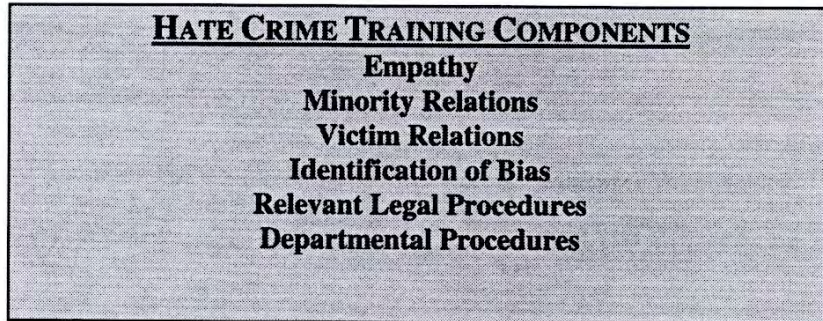 HATE CRIME TRAINING COMPONENTS
Empathy
Minority Relations
Victim Relations
Identification of Bias
Relevant Legal Procedures
Departmental Procedures